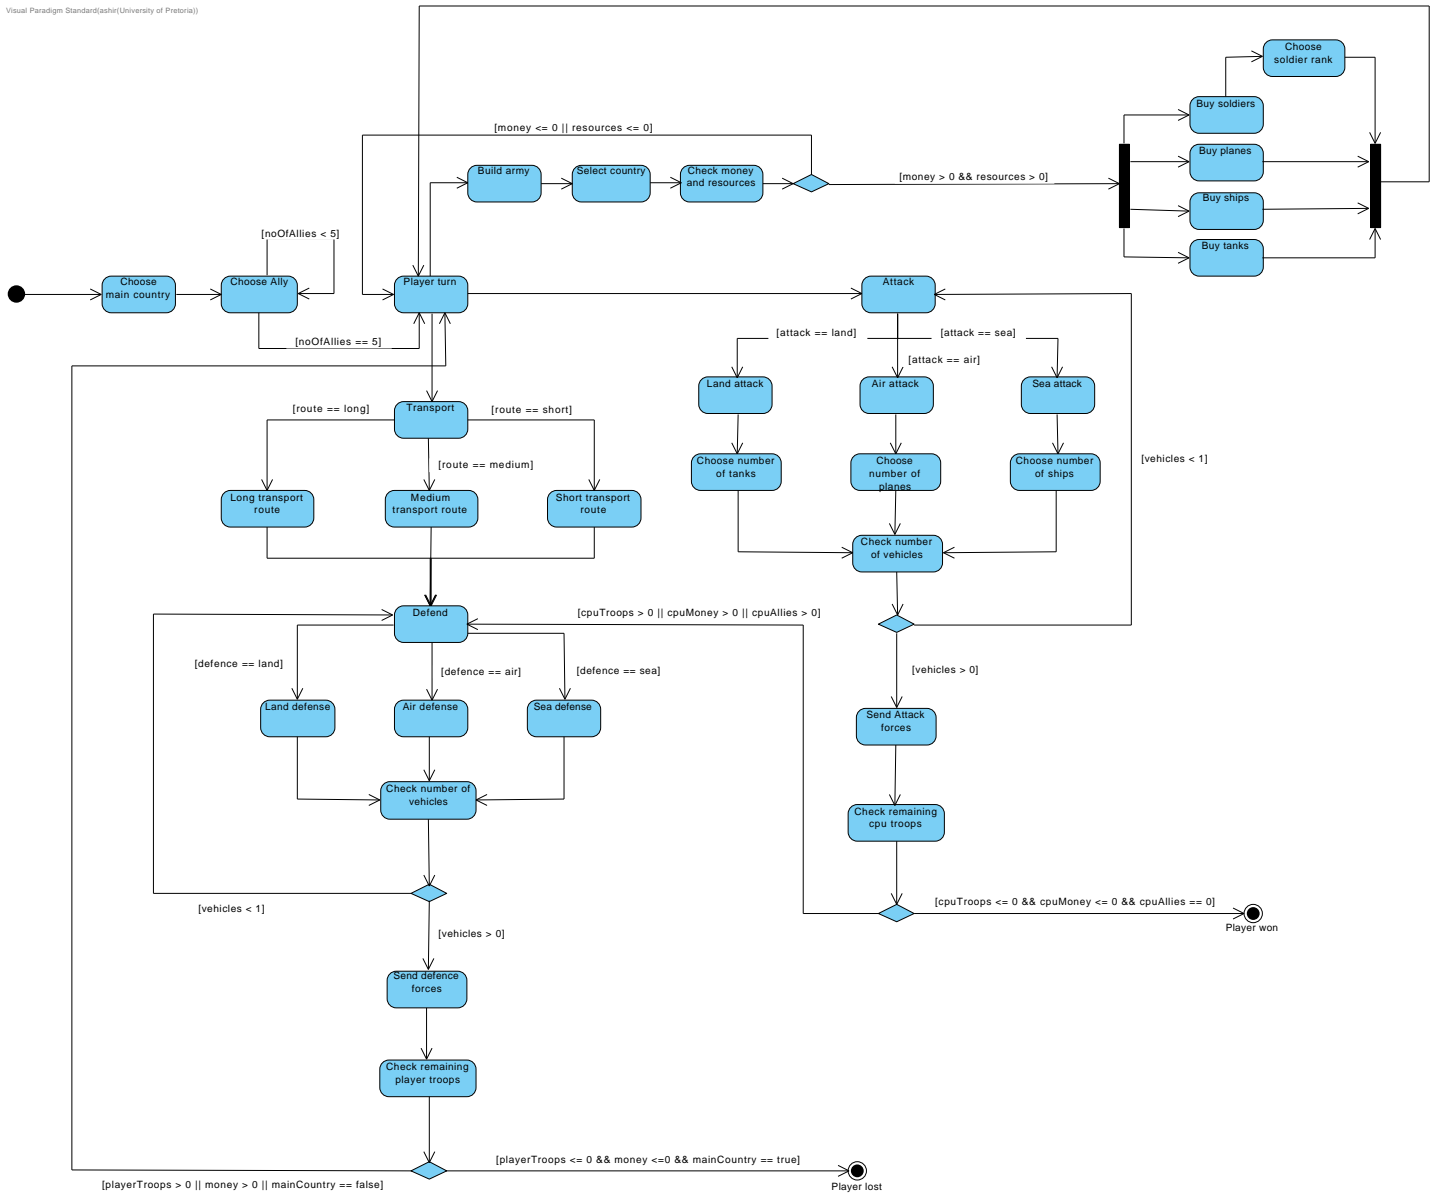 Visual Paradigm Standard(ashir(University of Pretoria))
Choose
soldier rank
Buy soldiers
[money <= 0 || resources <= 0]
Buy planes
Build army
Select country
Check money
and resources
[money > 0 && resources > 0]
Buy ships
[noOfAllies < 5]
Buy tanks
Choose
main country
Choose Ally
Player turn
Attack
[noOfAllies == 5]
[attack == land]
[attack == sea]
[attack == air]
Land attack
Air attack
Sea attack
[route == long]
Transport
[route == short]
[route == medium]
Choose number
of tanks
Choose
number of
planes
Choose number
of ships
[vehicles < 1]
Long transport
route
Medium
transport route
Short transport
route
Check number
of vehicles
Defend
[cpuTroops > 0 || cpuMoney > 0 || cpuAllies > 0]
[defence == land]
[defence == air]
[defence == sea]
[vehicles > 0]
Land defense
Air defense
Sea defense
Send Attack
forces
Check number of
vehicles
Check remaining
cpu troops
[vehicles < 1]
[cpuTroops <= 0 && cpuMoney <= 0 && cpuAllies == 0]
Player won
[vehicles > 0]
Send defence
forces
Check remaining
player troops
[playerTroops <= 0 && money <=0 && mainCountry == true]
[playerTroops > 0 || money > 0 || mainCountry == false]
Player lost